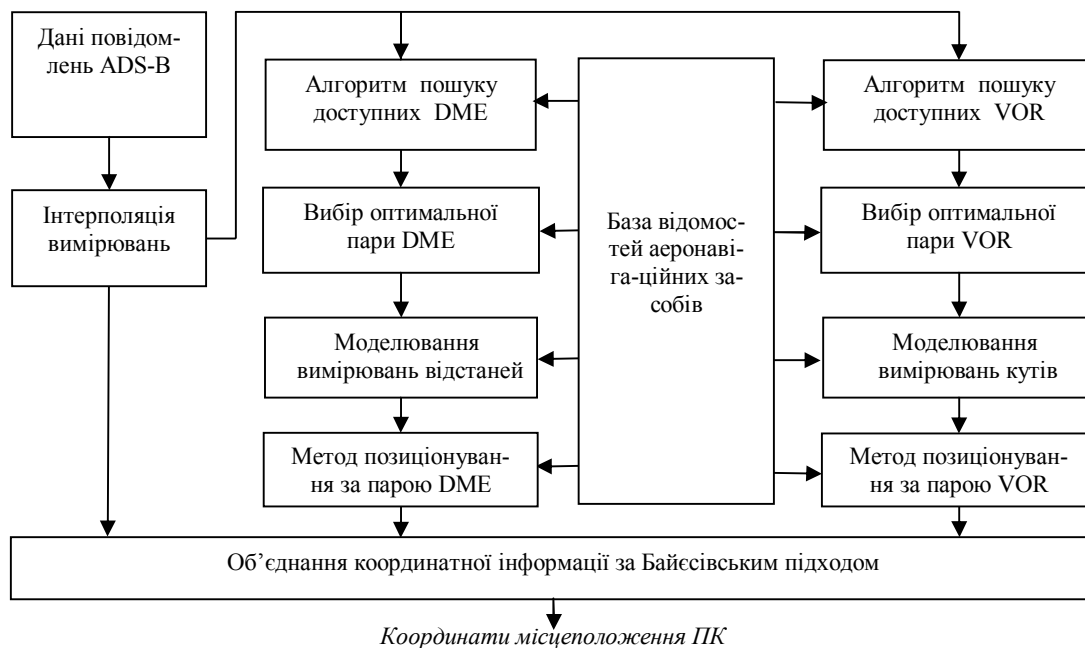 Дані повідом-
лень ADS-B
Інтерполяція
вимірювань
Алгоритм пошуку
доступних DME
Вибір оптимальної
пари DME
Моделювання
вимірювань відстаней
Метод позиціонуван-
ня за парою DME
База відомос-
тей аеронаві-
га-ційних за-
собів
Алгоритм пошуку
доступних VOR
Вибір оптимальної
пари VOR
Моделювання
вимірювань кутів
Метод позиціонуван-
ня за парою VOR
Об’єднання координатної інформації за Байєсівським підходом
Координати місцеположення ПК